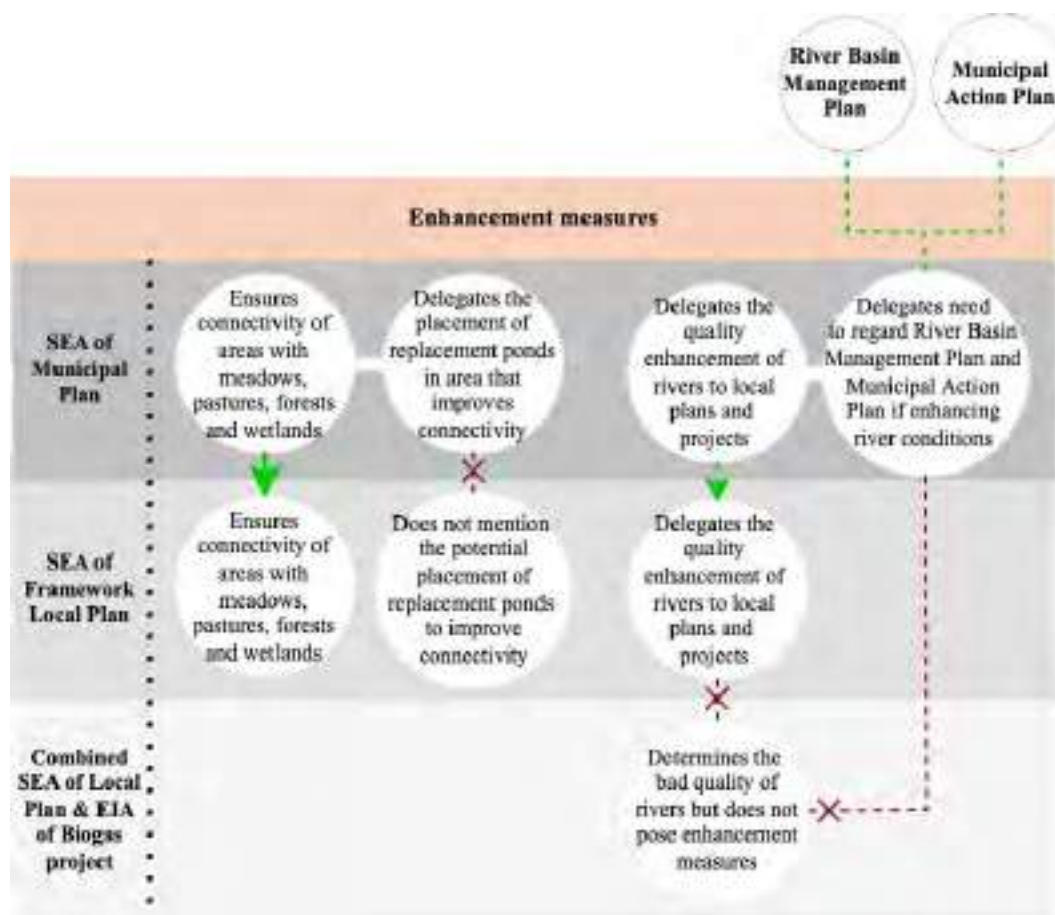 River Basin
Management
Plan
Municipal
Action Plan
Enhancement measures
SEA of
Municipal
Plan
Ensures
connectivity of
areas with
meadows,
pastures, forests
and wetlands
Delegates the
placement of
replacement ponds
in area that
improves
connectivity
Delegates the
quality
enhancement of
rivers to local
plans and
projects
Delegates need
to regard River Basin
Management Plan and
Municipal Action
Plan if enhancing
river conditions
SEA of
Framework
Local Plan
Ensures
connectivity of
areas with
meadows,
pastures, forests
and wetlands
Does not mention
the potential
placement of
replacement ponds
to improve
connectivity
Delegates the
quality
enhancement of
rivers to local
plans and
projects
Combined
SEA of Local
Plan & EIA
of Biogas
project
Determines the
bad quality of
rivers but does not
pose enhancement
measures